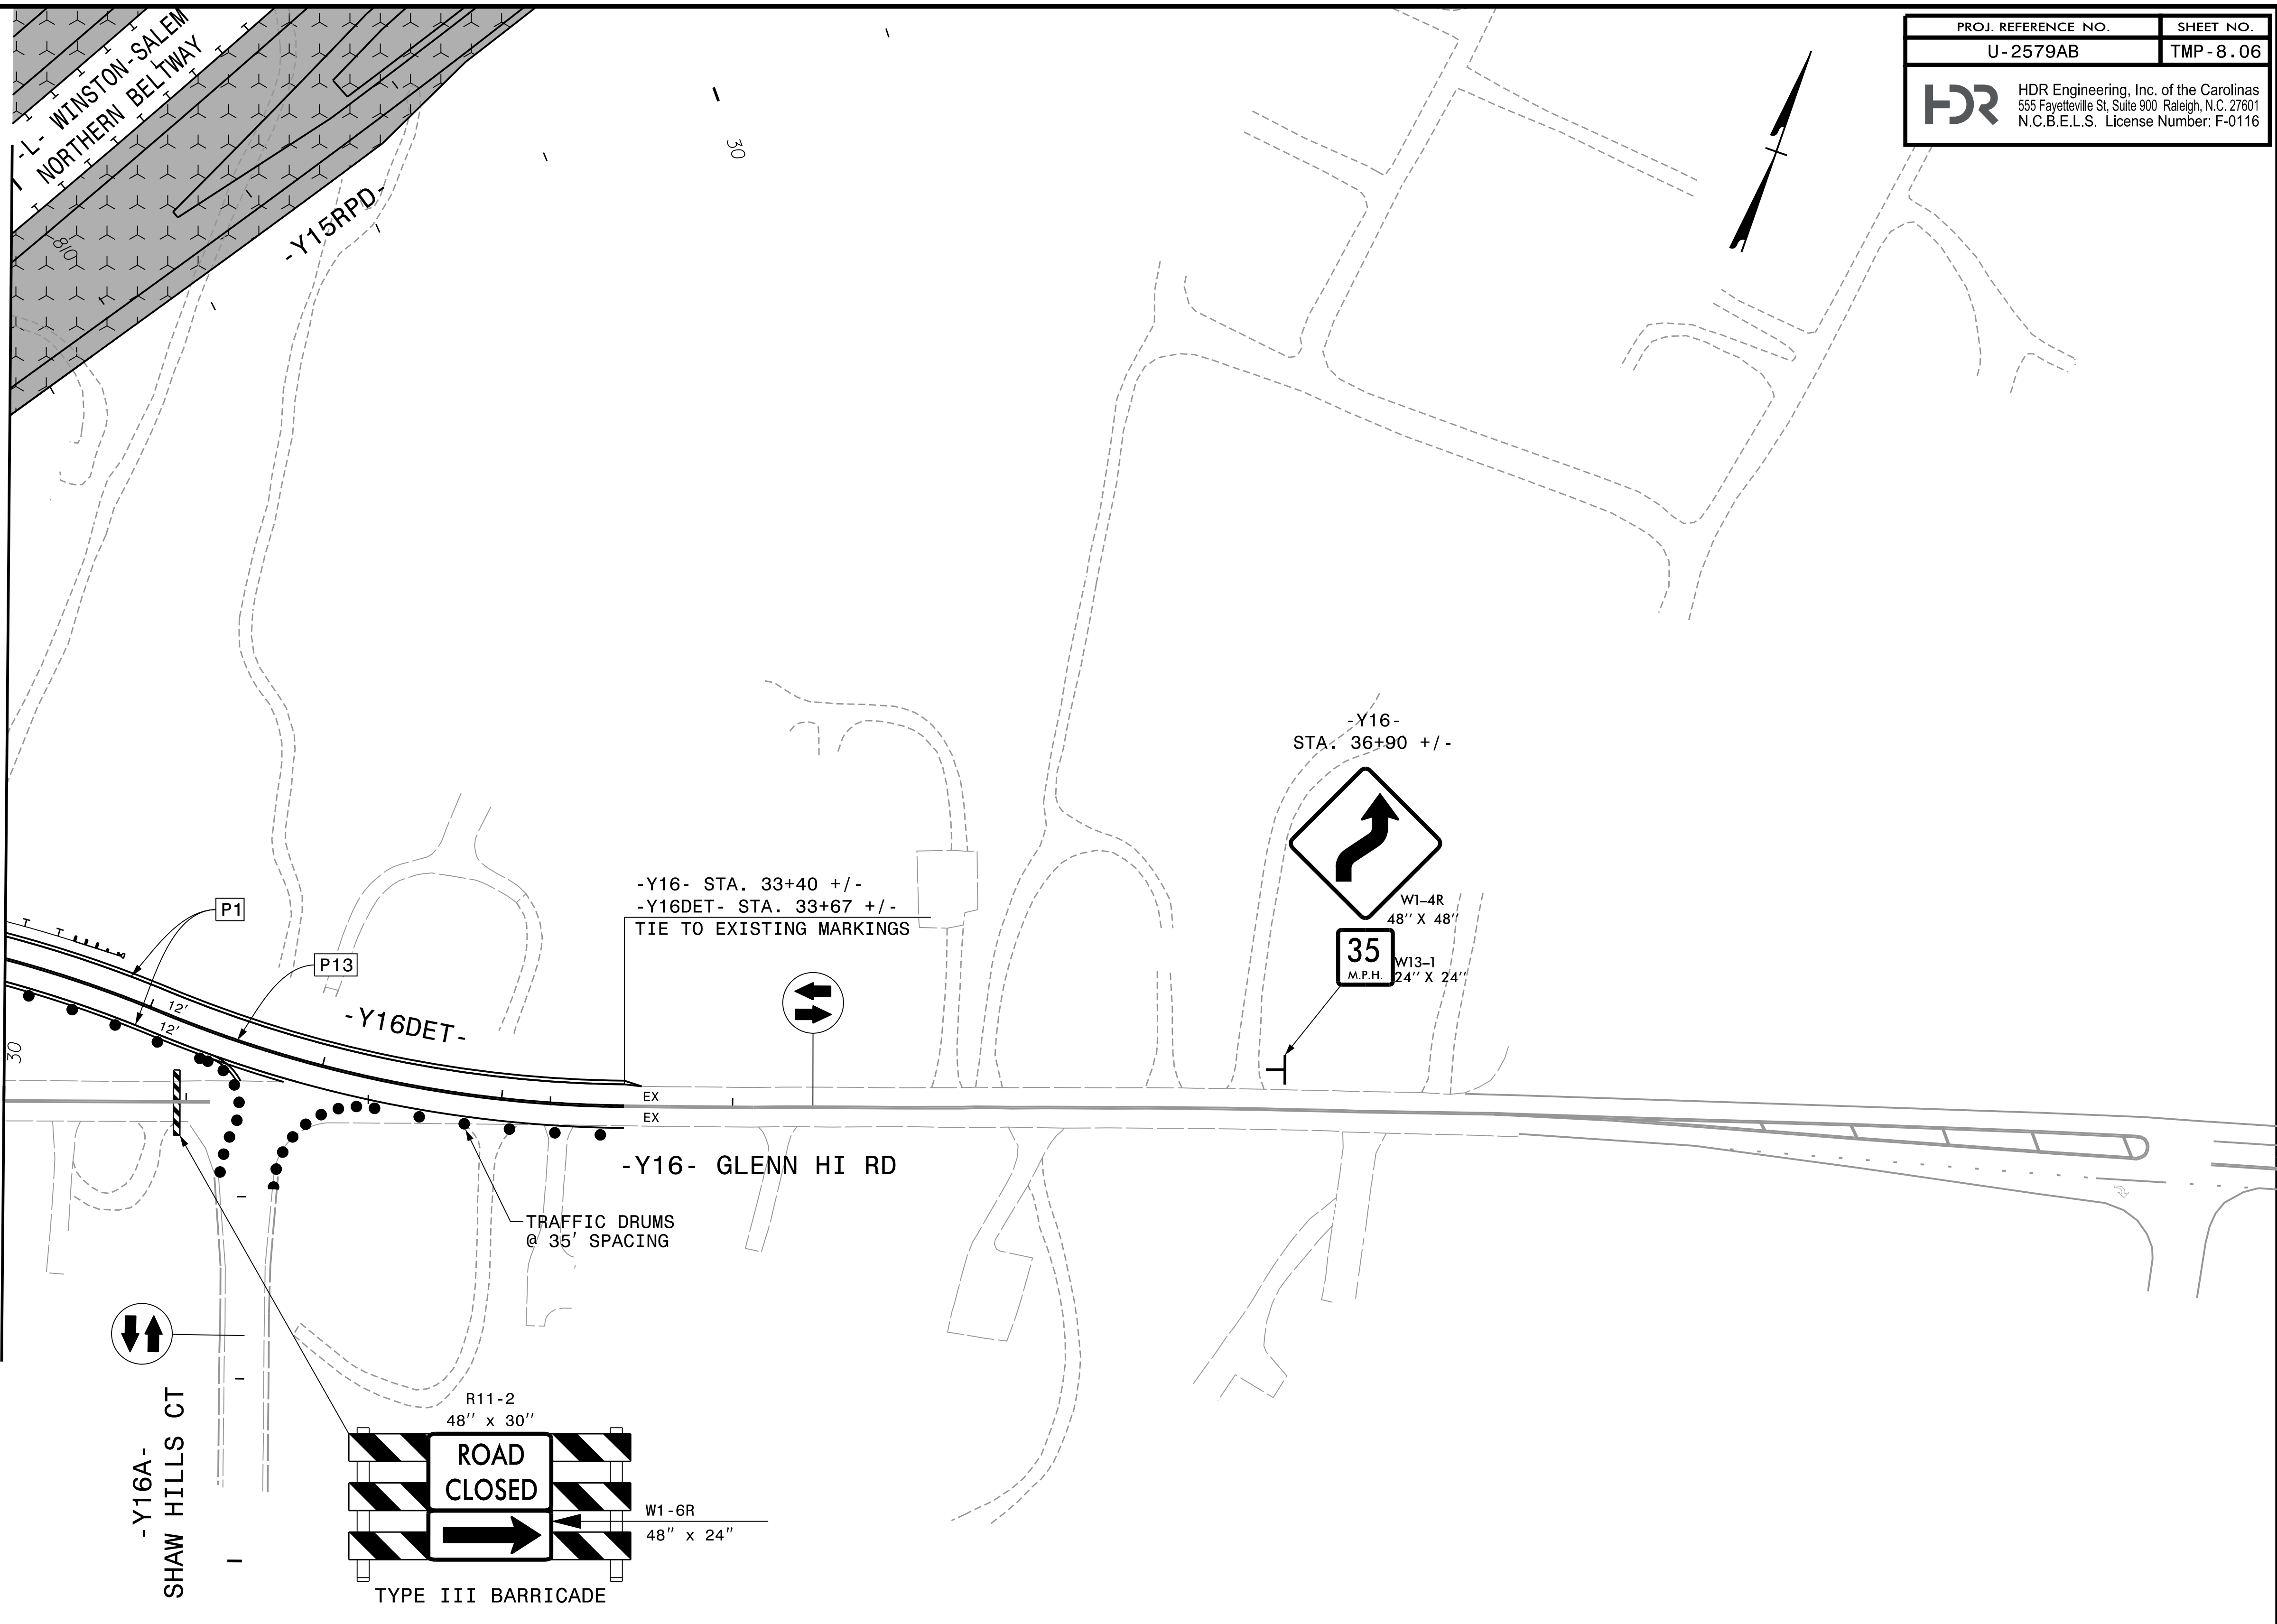 PROJ. REFERENCE NO.
SHEET NO.
U-2579AB
TMP-8.06
HDR
HDR Engineering, Inc. of the Carolinas
555 Fayetteville St, Suite 900 Raleigh, N.C. 27601
N.C.B.E.L.S. License Number: F-0116
-L- WINSTON-SALEM
NORTHERN BELTWAY
-Y15RPD-
810
30
-Y16-
STA. 36+90 +/-
W1-4R
48'' X 48''
35
M.P.H.
W13-1
24'' X 24''
-Y16- STA. 33+40 +/-
-Y16DET- STA. 33+67 +/-
TIE TO EXISTING MARKINGS
P1
P13
12'
12'
-Y16DET-
30
EX
EX
-Y16- GLENN HI RD
TRAFFIC DRUMS
@ 35' SPACING
-Y16A-
SHAW HILLS CT
R11-2
48'' x 30''
ROAD
CLOSED
W1-6R
48" x 24"
TYPE III BARRICADE